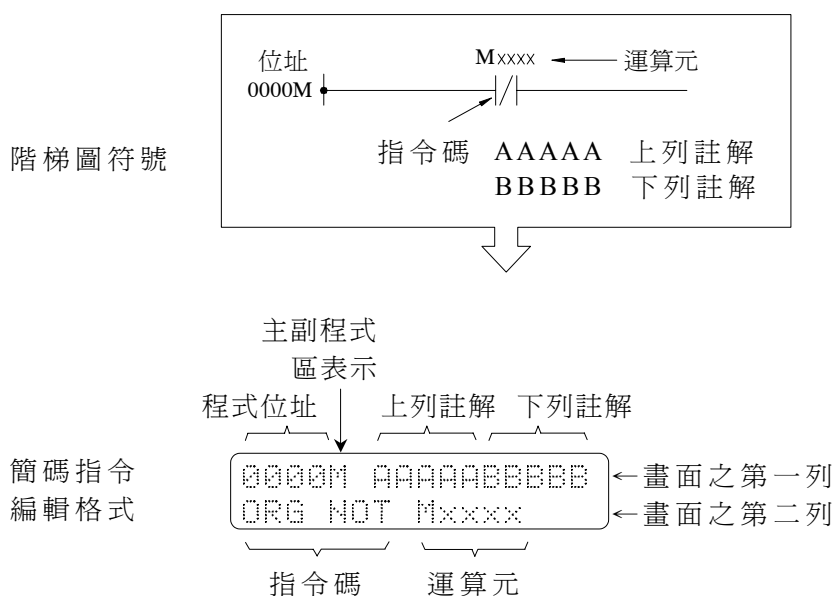 位址
Mxxxx
運算元
0000M
指令碼 AAAAA 上列註解
BBBBB 下列註解
階梯圖符號
主副程式
區表示
程式位址 上列註解 下列註解
簡碼指令
編輯格式
0000M AAAAABBBBB ←畫面之第一列
ORG NOT Mxxxx ←畫面之第二列
指令碼 運算元